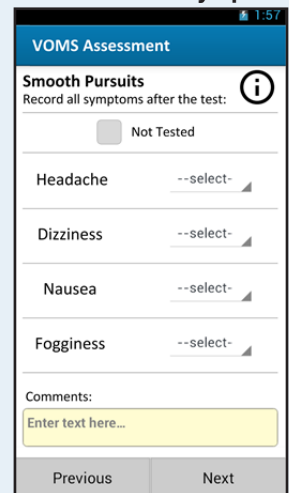 1:57
VOMS Assessment
Smooth Pursuits
Record all symptoms after the test:
Not Tested
Headache --select-
Dizziness --select-
Nausea --select-
Fogginess --select-
Comments:
Enter text here...
Previous Next